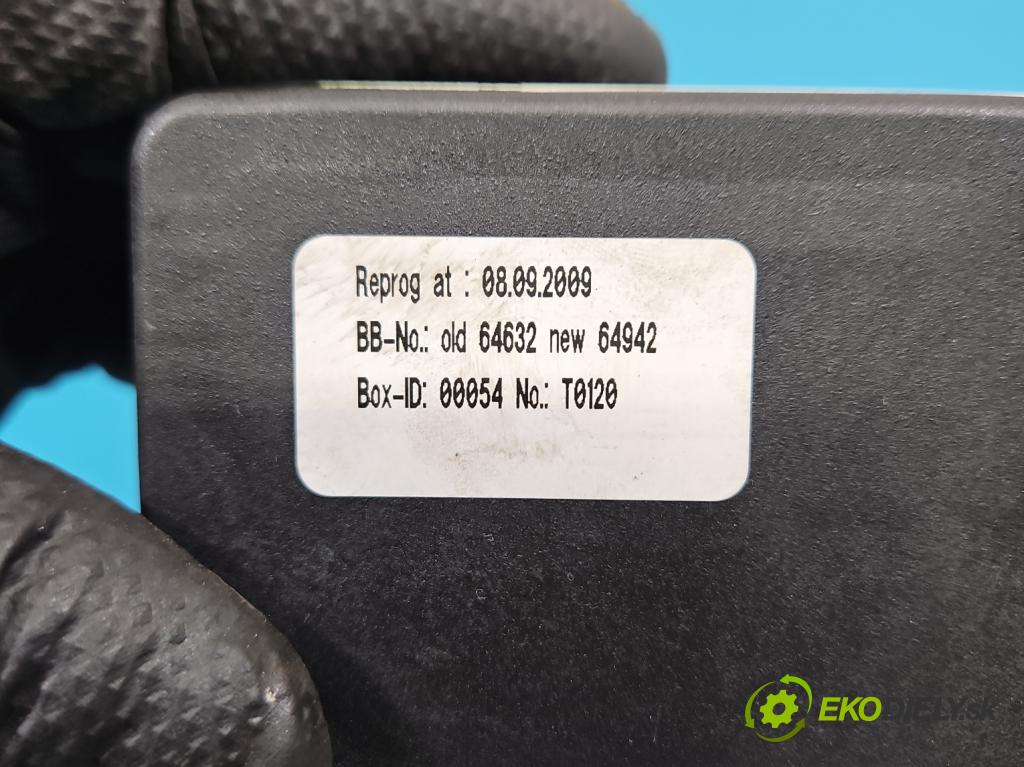 Reprog at : 08.09.2009
BB-No.: old 64632 new 64942
Box-ID: 00054 No.: T0120
EKODIELY.sk